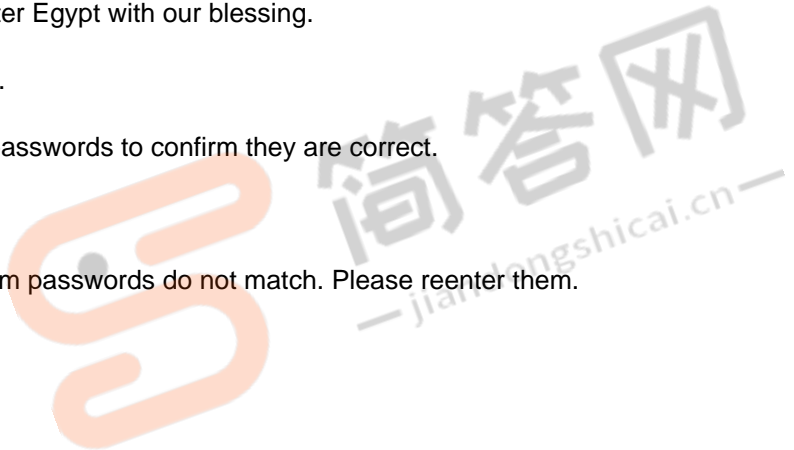 ter Egypt with our blessing.
.
asswords to confirm they are correct.
m passwords do not match. Please reenter them.
简答网
—jiandongshicai.cn—